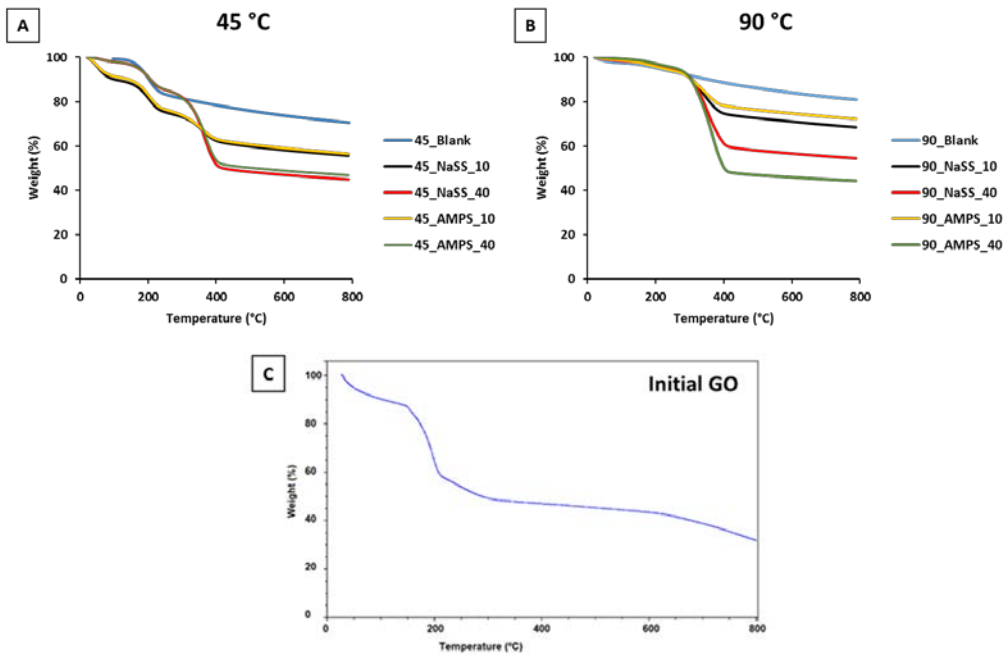 A
45 °C
100
80
60
40
20
0
Weight (%)
0
200
400
600
800
Temperature (°C)
45_Blank
45_NaSS_10
45_NaSS_40
45_AMPS_10
45_AMPS_40
B
90 °C
100
80
60
40
20
0
Weight (%)
0
200
400
600
800
Temperature (°C)
90_Blank
90_NaSS_10
90_NaSS_40
90_AMPS_10
90_AMPS_40
C
Initial GO
100
80
60
40
20
0
Weight (%)
0
200
400
600
800
Temperature (°C)